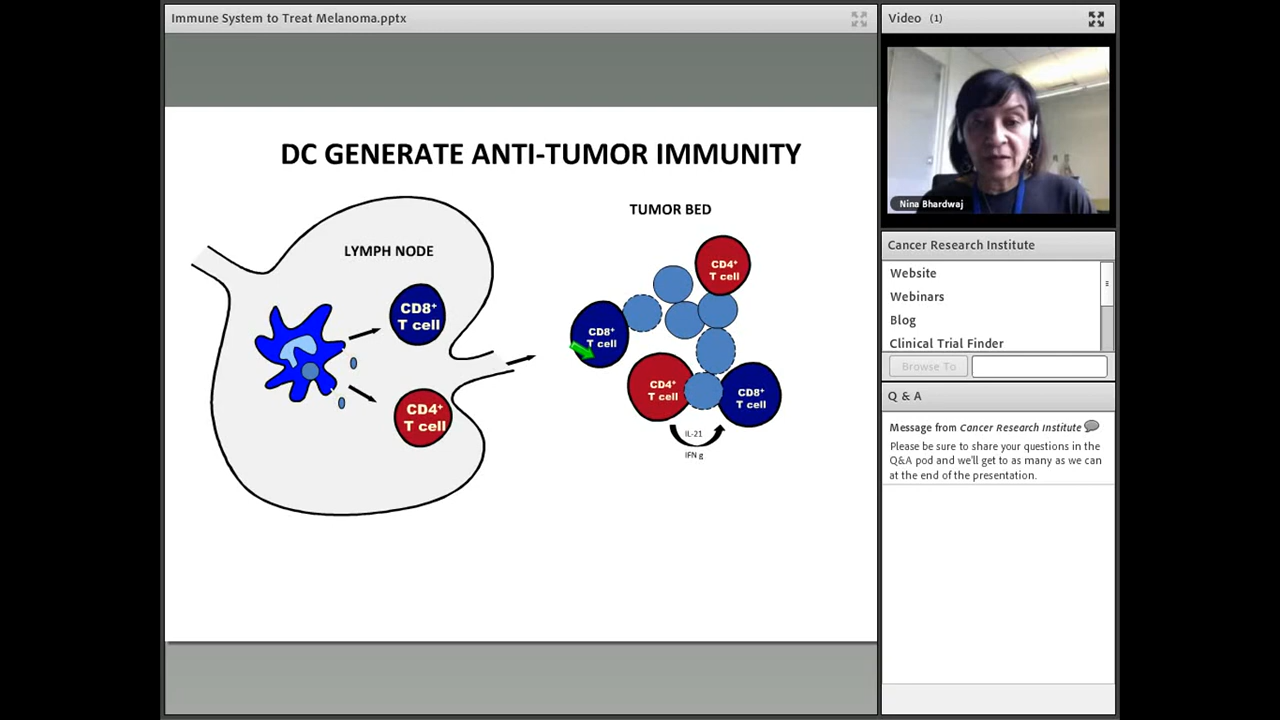 Immune System to Treat Melanoma.pptx
DC GENERATE ANTI-TUMOR IMMUNITY
LYMPH NODE
CD8+
T cell
CD4+
T cell
TUMOR BED
CD4+
T cell
CD8+
T cell
CD4+
T cell
CD8+
T cell
IL-21
IFN g
Video (1)
Nina Bhardwaj
Cancer Research Institute
Website
Webinars
Blog
Clinical Trial Finder
Browse To
Q & A
Message from Cancer Research Institute
Please be sure to share your questions in the
Q&A pod and we'll get to as many as we can
at the end of the presentation.